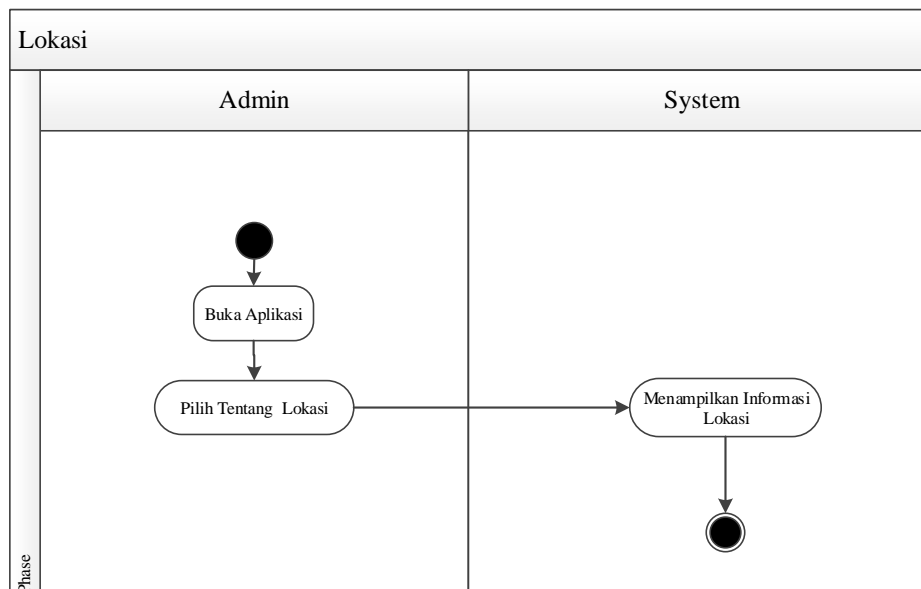 Lokasi
Admin
System
Buka Aplikasi
Pilih Tentang Lokasi
Menampilkan Informasi
Lokasi
Phase